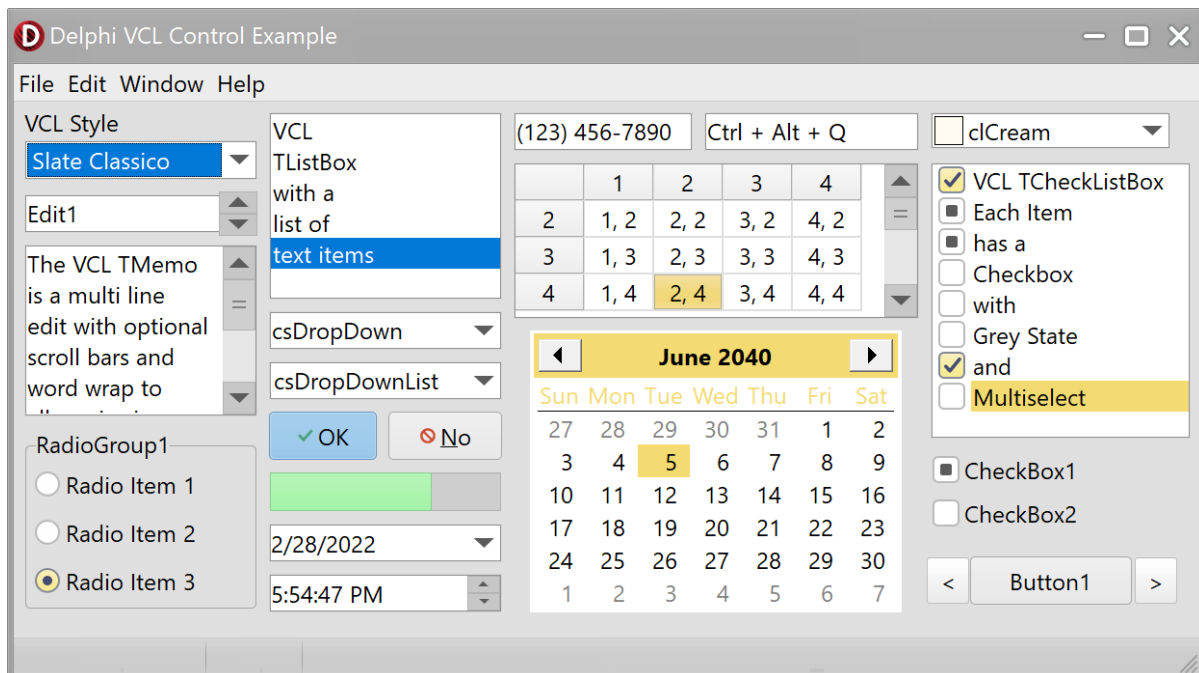 Delphi VCL Control Example
File Edit Window Help
VCL Style
Slate Classico
Edit1
The VCL TMemo
is a multi line
edit with optional
scroll bars and
word wrap to
RadioGroup1
Radio Item 1
Radio Item 2
Radio Item 3
VCL
TListBox
with a
list of
text items
csDropDown
csDropDownList
OK
No
2/28/2022
5:54:47 PM
(123) 456-7890
Ctrl + Alt + Q
1 2 3 4
2 1, 2 2, 2 3, 2 4, 2
3 1, 3 2, 3 3, 3 4, 3
4 1, 4 2, 4 3, 4 4, 4
June 2040
Sun Mon Tue Wed Thu Fri Sat
27 28 29 30 31 1 2
3 4 5 6 7 8 9
10 11 12 13 14 15 16
17 18 19 20 21 22 23
24 25 26 27 28 29 30
1 2 3 4 5 6 7
clCream
VCL TCheckListBox
Each Item
has a
Checkbox
with
Grey State
and
Multiselect
CheckBox1
CheckBox2
< Button1 >